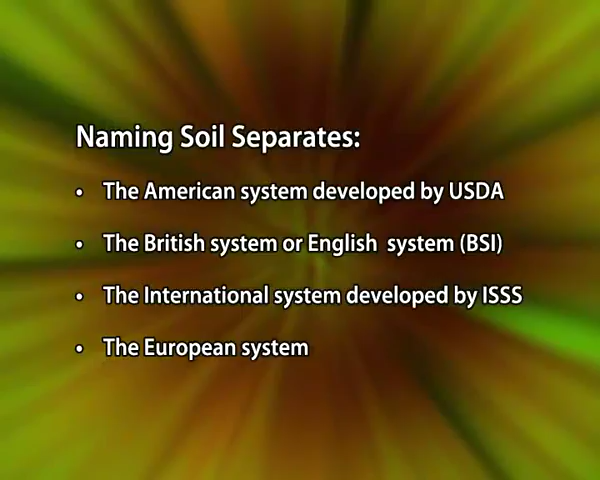 Naming Soil Separates:
• The American system developed by USDA
• The British system or English system (BSI)
• The International system developed by ISSS
• The European system